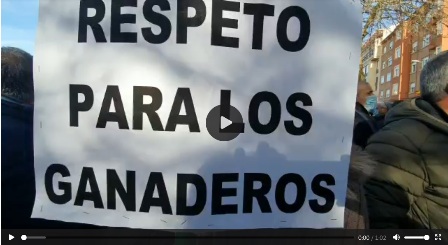 RESPETO
PARA LOS
GANADEROS
0:00 / 1:02